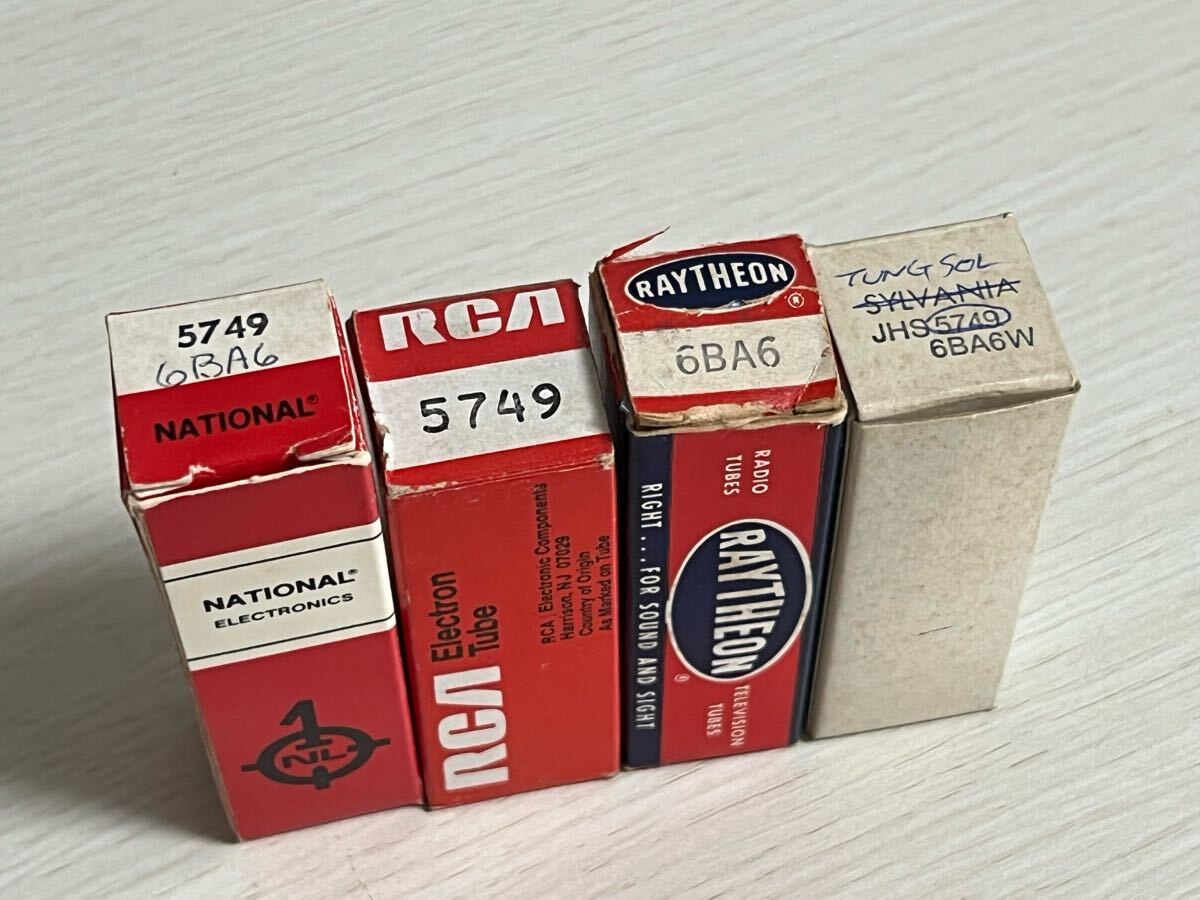 5749
6BA6
NATIONAL®
NATIONAL®
ELECTRONICS
NL
RCA
5749
RCA Electron
Tube
RCA | Electronic Components
Harrison, NJ 07029
Country of Origin
As Marked on Tube
RAYTHEON
®
6BA6
RADIO
TUBES
RIGHT....FOR SOUND AND SIGHT
RAYTHEON
®
TELEVISION
TUBES
TUNG SOL
SYLVANIA
JHS 5749
6BA6W